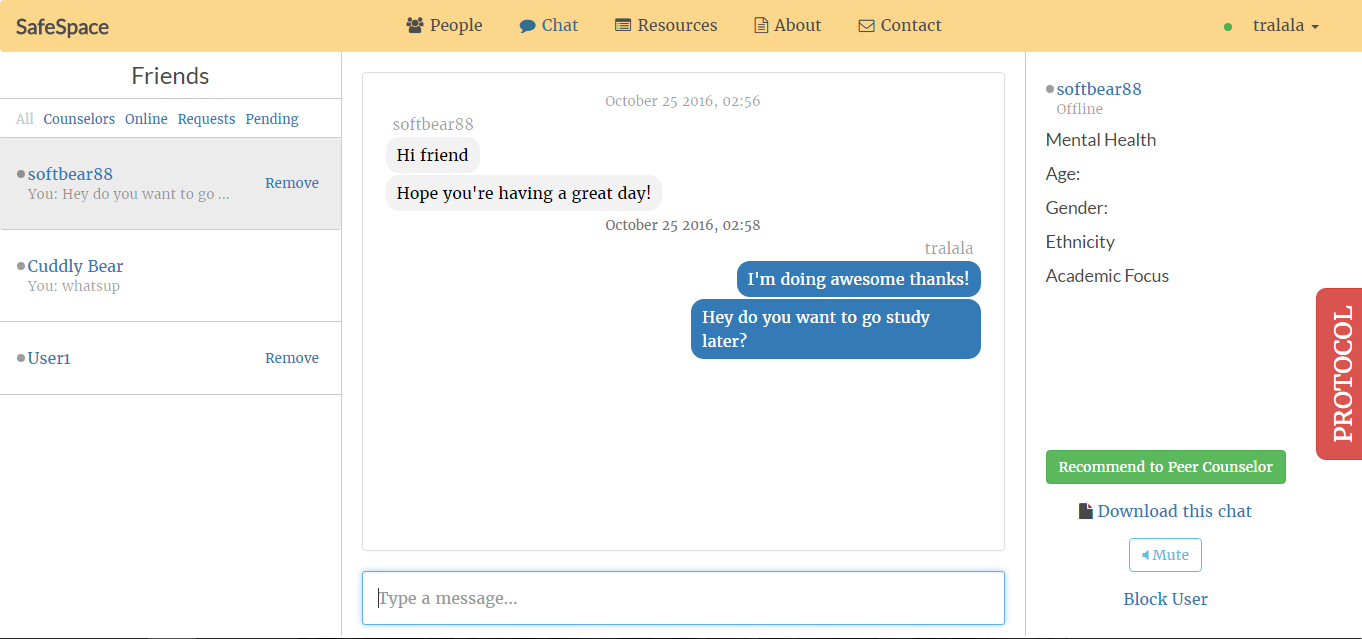 SafeSpace
People
Chat
Resources
About
Contact
tralala
Friends
All Counselors Online Requests Pending
softbear88
You: Hey do you want to go ...
Remove
Cuddly Bear
You: whatsup
User1
Remove
October 25 2016, 02:56
softbear88
Hi friend
Hope you're having a great day!
October 25 2016, 02:58
tralala
I'm doing awesome thanks!
Hey do you want to go study
later?
Type a message...
softbear88
Offline
Mental Health
Age:
Gender:
Ethnicity
Academic Focus
PROTOCOL
Recommend to Peer Counselor
Download this chat
Mute
Block User